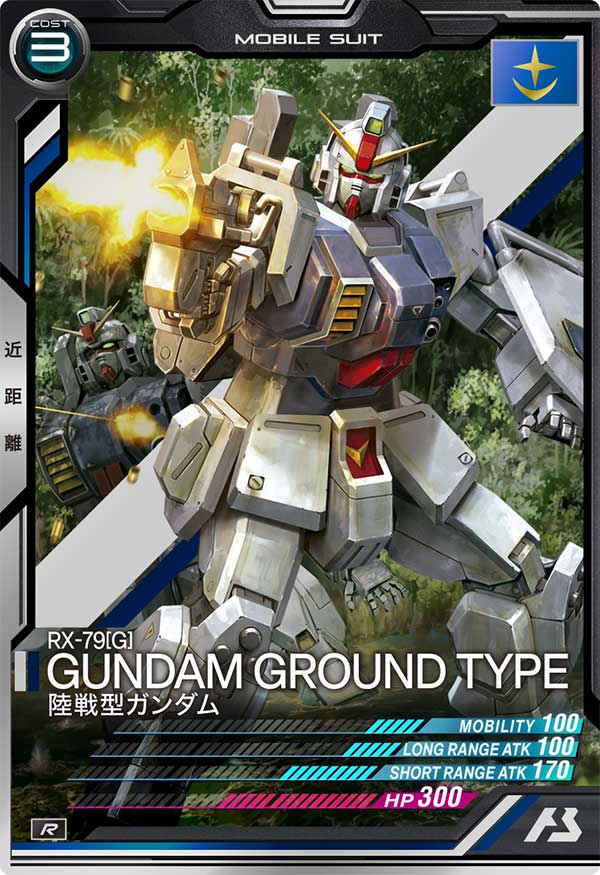 COST
3
MOBILE SUIT
近距離
RX-79[G]
GUNDAM GROUND TYPE
陸戦型ガンダム
MOBILITY 100
LONG RANGE ATK 100
SHORT RANGE ATK 170
HP 300
R